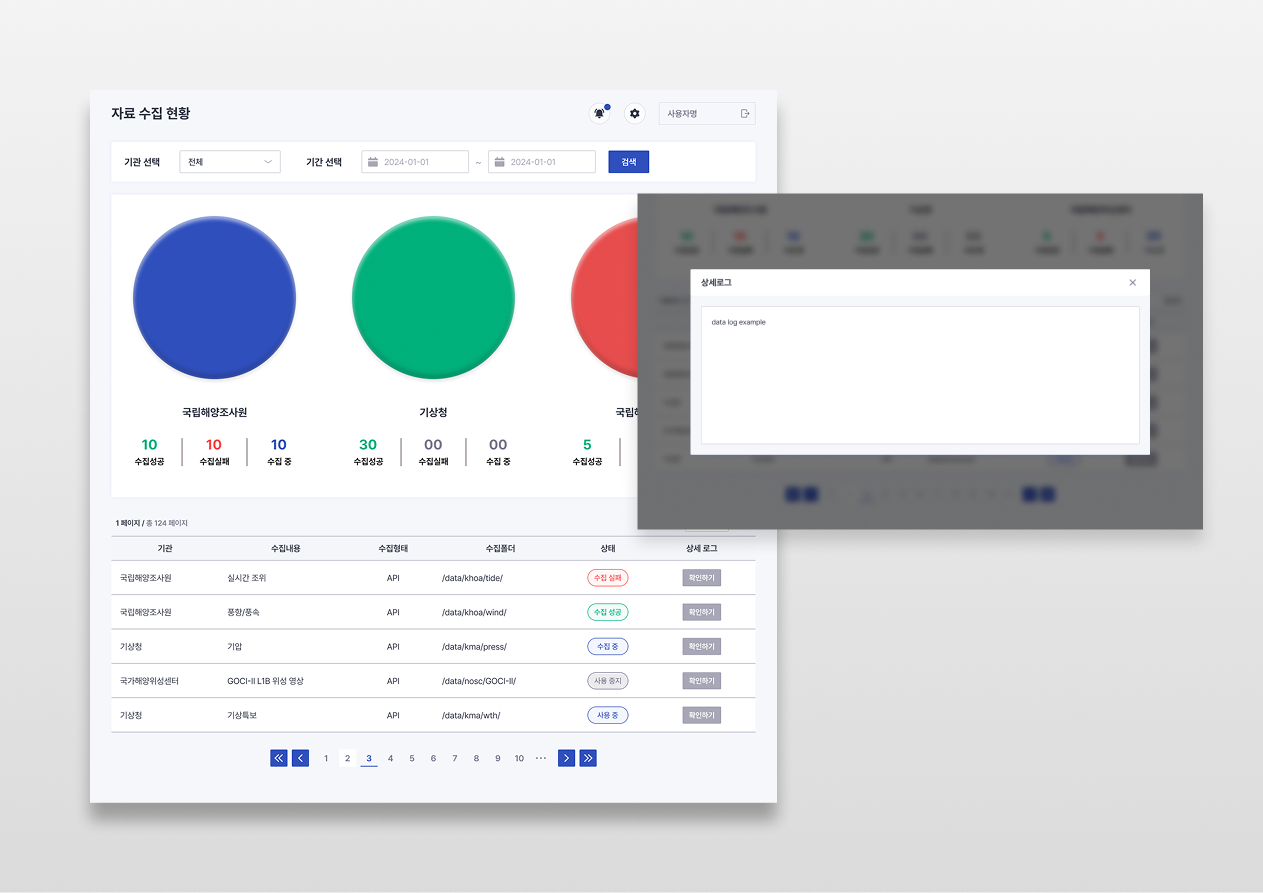 자료 수집 현황
사용자명
기관 선택 전체 기간 선택 2024-01-01 ~ 2024-01-01 검색
국립해양조사원 기상청
10 10 10 30 00 00 5
수집성공 수집실패 수집 중 수집성공 수집실패 수집 중 수집성공
상세로그
data log example
1 페이지 / 총 124 페이지
기관 수집내용 수집형태 수집폴더 상태 상세 로그
국립해양조사원 실시간 조위 API /data/khoa/tide/ 수집 실패 확인하기
국립해양조사원 풍향/풍속 API /data/khoa/wind/ 수집 성공 확인하기
기상청 기압 API /data/kma/press/ 수집 중 확인하기
국가해양위성센터 GOCI-II L1B 위성 영상 API /data/nosc/GOCI-II/ 사용 중지 확인하기
기상청 기상특보 API /data/kma/wth/ 사용 중 확인하기
1 2 3 4 5 6 7 8 9 10 ···